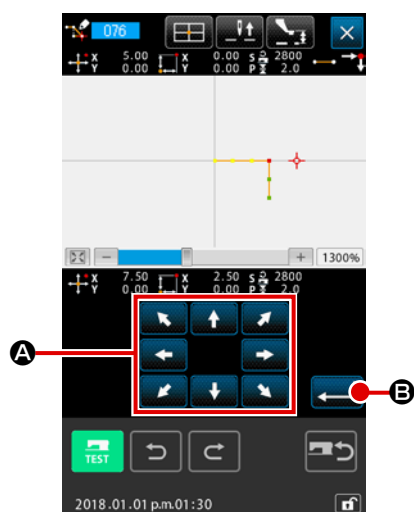 076
X 5.00 X 0.00 S 2800
Y 0.00 Y 0.00 P 2.0
− + 1300%
X 7.50 X 2.50 S 2800
Y 0.00 Y 0.00 P 2.0
A
B
TEST
2018.01.01 p.m.01:30